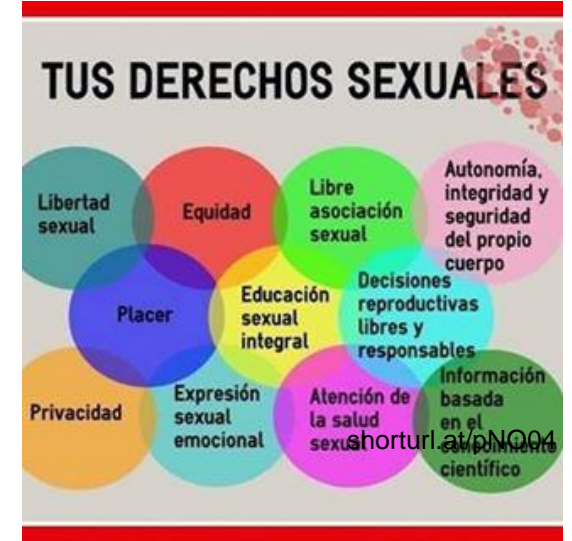 TUS DERECHOS SEXUALES
Libertad
sexual
Equidad
Libre
asociación
sexual
Autonomía,
integridad y
seguridad
del propio
cuerpo
Placer
Educación
sexual
integral
Decisiones
reproductivas
libres y
responsables
Privacidad
Expresión
sexual
emocional
Atención de
la salud
sexual
Información
basada
en el
conocimiento
científico
shorturl.at/pNO04